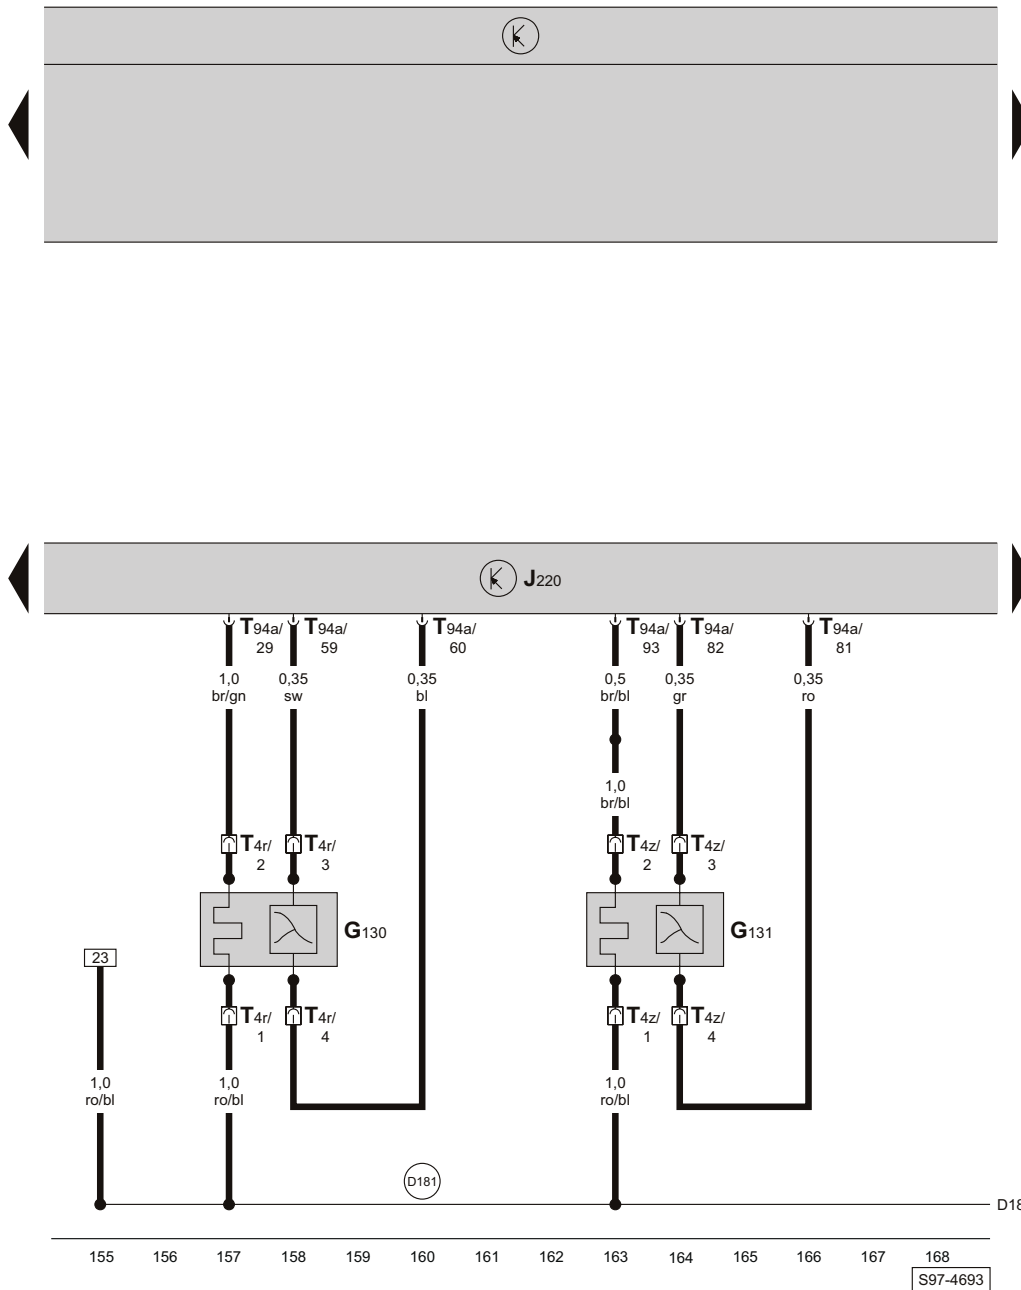 J220
T94a/ T94a/ T94a/ T94a/ T94a/ T94a/
29 59 60 93 82 81
1,0 0,35 0,35 0,5 0,35 0,35
br/gn sw bl br/bl gr ro
1,0
br/bl
T4r/ T4r/ T4z/ T4z/
2 3 2 3
G130 G131
23
T4r/ T4r/ T4z/ T4z/
1 4 1 4
1,0 1,0 1,0
ro/bl ro/bl ro/bl
D181
D18
155 156 157 158 159 160 161 162 163 164 165 166 167 168
S97-4693